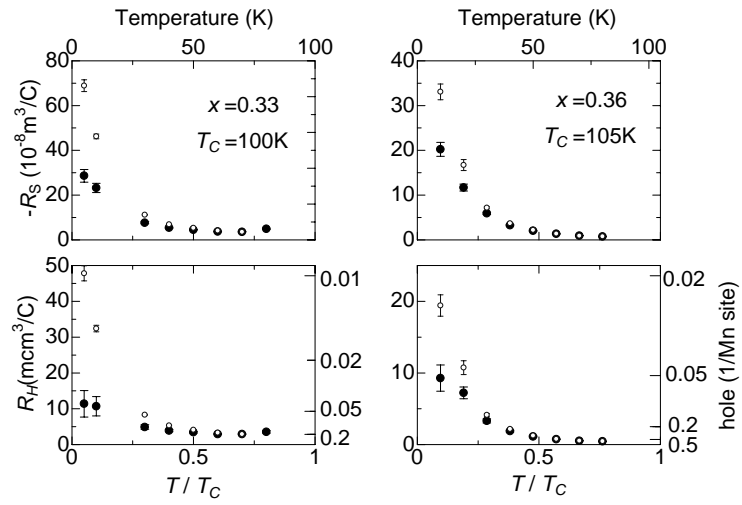 Temperature (K)
0 50 100
Temperature (K)
0 50 100
-R_S (10^-8 m^3/C)
80
60
40
20
0
x=0.33
T_C=100K
40
30
20
10
0
x=0.36
T_C=105K
R_H(mcm^3/C)
50
40
30
20
10
0
0.01
0.02
0.05
0.2
20
10
0
0.02
0.05
0.2
0.5
hole (1/Mn site)
0 0.5 1
T / T_C
0 0.5 1
T / T_C